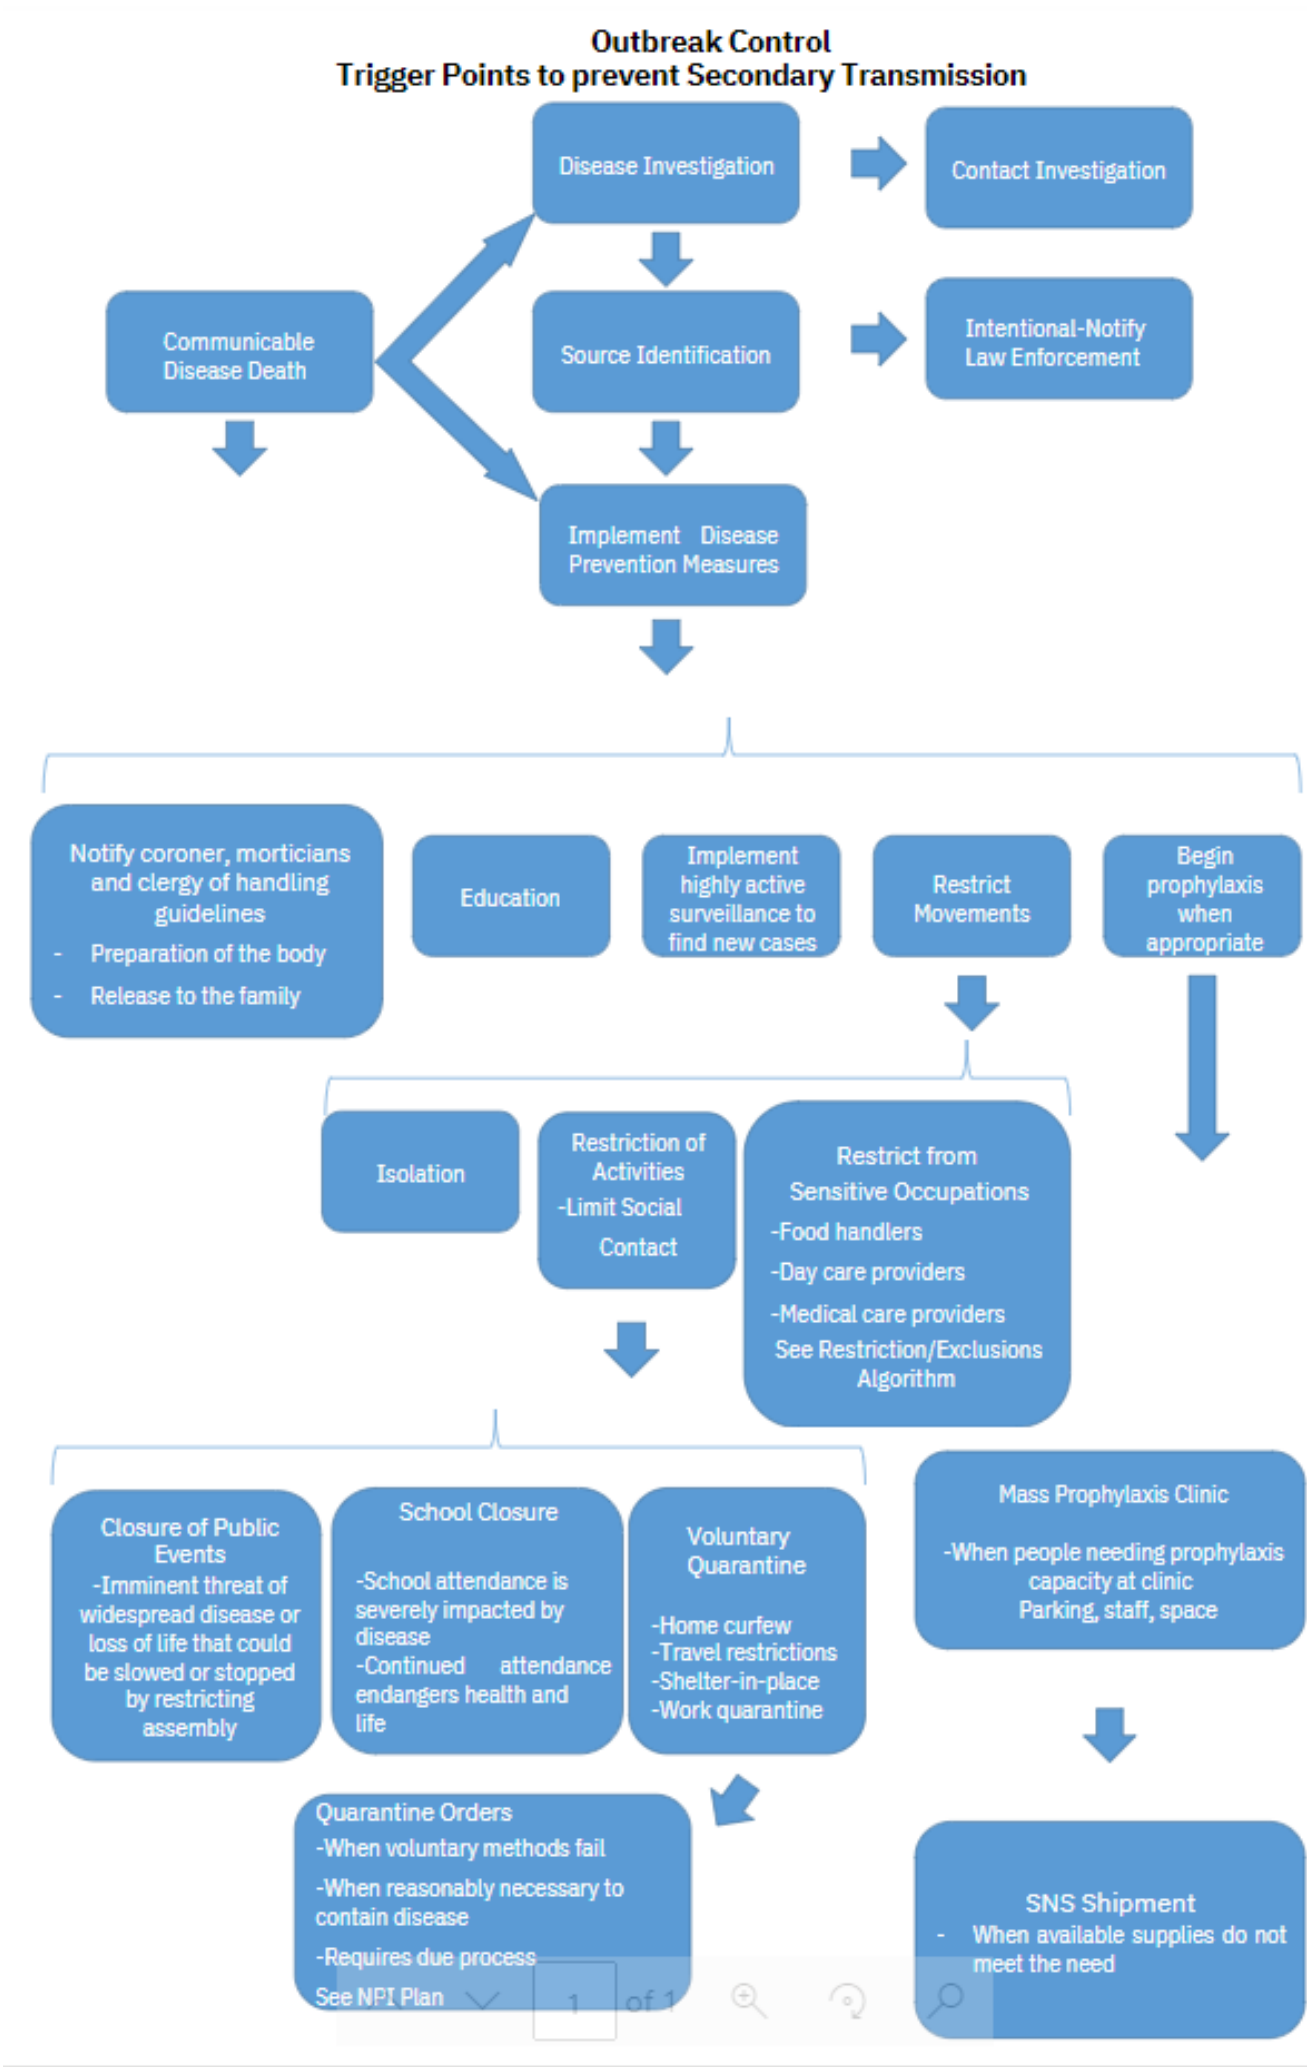 Outbreak Control
Trigger Points to prevent Secondary Transmission
Disease Investigation
Contact Investigation
Communicable
Disease Death
Source Identification
Intentional-Notify
Law Enforcement
Implement Disease
Prevention Measures
Notify coroner, morticians
and clergy of handling
guidelines
- Preparation of the body
- Release to the family
Education
Implement
highly active
surveillance to
find new cases
Restrict
Movements
Begin
prophylaxis
when
appropriate
Isolation
Restriction of
Activities
-Limit Social
Contact
Restrict from
Sensitive Occupations
-Food handlers
-Day care providers
-Medical care providers
See Restriction/Exclusions
Algorithm
Closure of Public
Events
-Imminent threat of
widespread disease or
loss of life that could
be slowed or stopped
by restricting
assembly
School Closure
-School attendance is
severely impacted by
disease
-Continued attendance
endangers health and
life
Voluntary
Quarantine
-Home curfew
-Travel restrictions
-Shelter-in-place
-Work quarantine
Mass Prophylaxis Clinic
-When people needing prophylaxis
capacity at clinic
Parking, staff, space
Quarantine Orders
-When voluntary methods fail
-When reasonably necessary to
contain disease
-Requires due process
See NPI Plan
SNS Shipment
- When available supplies do not
meet the need
1 of 1